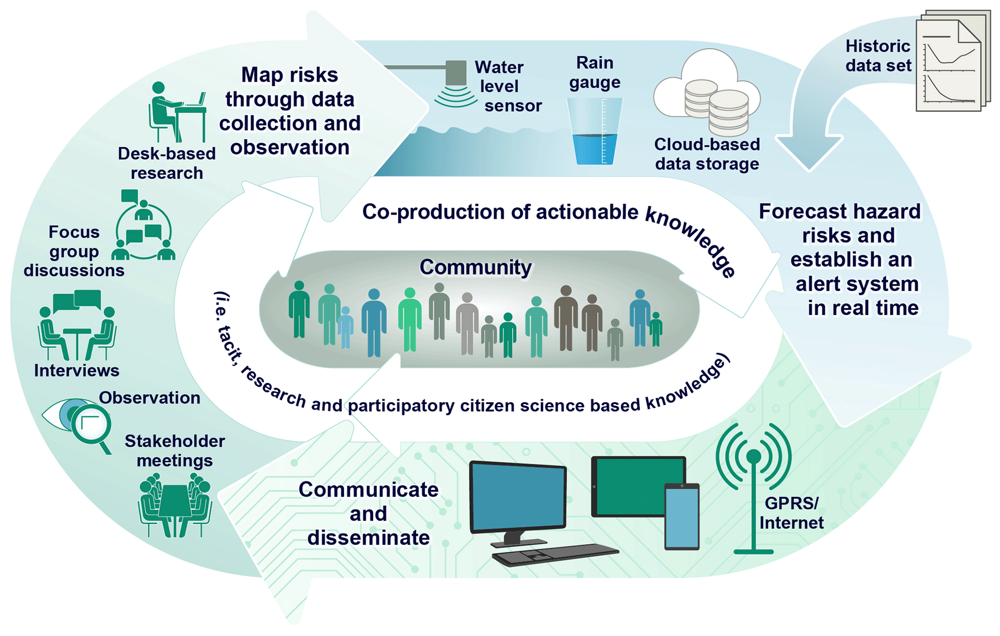 Map risks
through data
collection and
observation
Water
level
sensor
Rain
gauge
Cloud-based
data storage
Historic
data set
Desk-based
research
Focus
group
discussions
Interviews
Observation
Stakeholder
meetings
Co-production of actionable knowledge
Community
(i.e. tacit, research and participatory citizen science based knowledge)
Forecast hazard
risks and
establish an
alert system
in real time
Communicate
and
disseminate
GPRS/
Internet